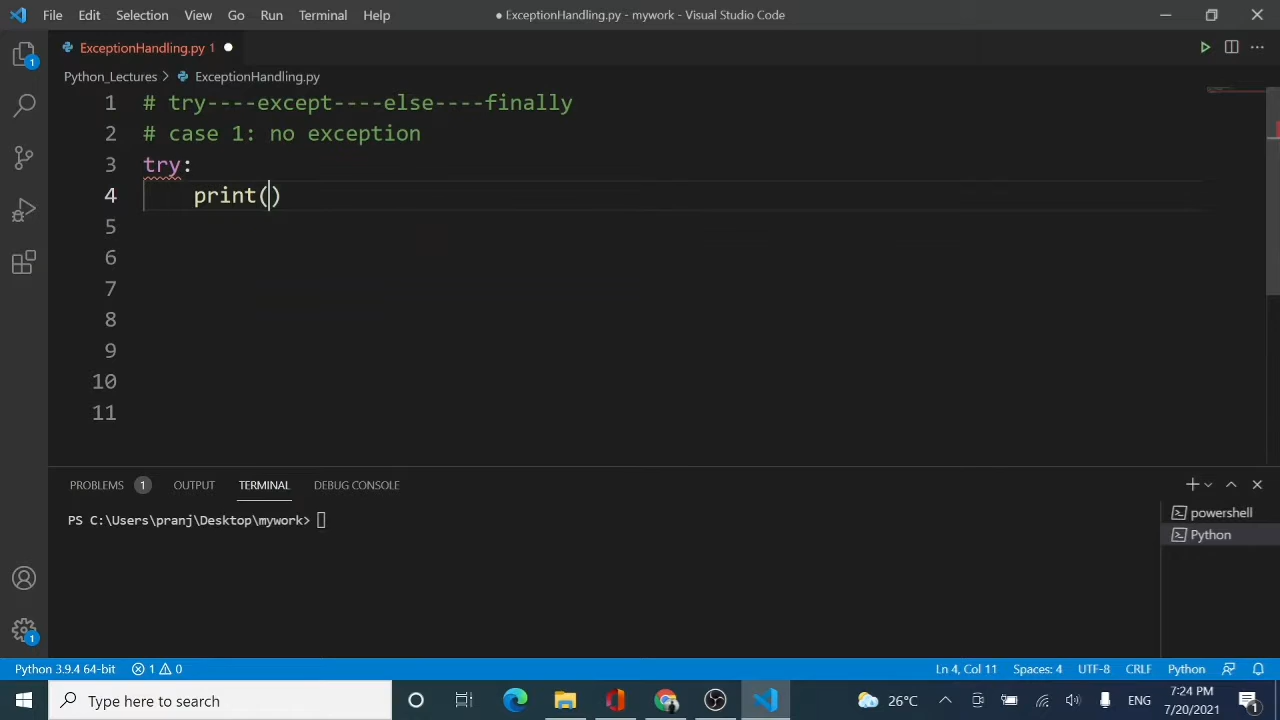 File Edit Selection View Go Run Terminal Help
● ExceptionHandling.py - mywork - Visual Studio Code
ExceptionHandling.py 1 ●
Python_Lectures > ExceptionHandling.py
1 # try----except----else----finally
2 # case 1: no exception
3 try:
4 print()
5
6
7
8
9
10
11
1
1
PROBLEMS 1 OUTPUT TERMINAL DEBUG CONSOLE
PS C:\Users\pranj\Desktop\mywork>
powershell
Python
Python 3.9.4 64-bit 1 0 Ln 4, Col 11 Spaces: 4 UTF-8 CRLF Python
Type here to search
26°C ENG 7:24 PM
7/20/2021 1